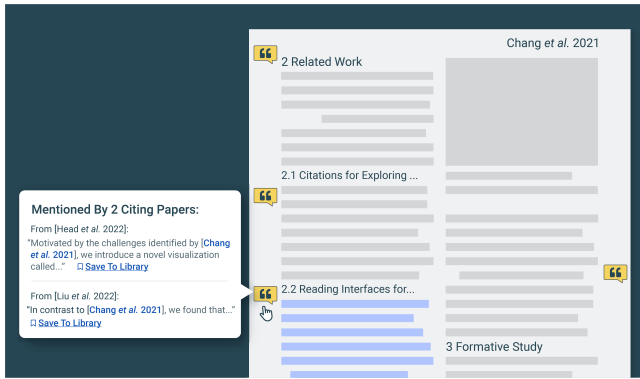 Chang et al. 2021
2 Related Work
2.1 Citations for Exploring ...
2.2 Reading Interfaces for...
3 Formative Study
Mentioned By 2 Citing Papers:
From [Head et al. 2022]:
“Motivated by the challenges identified by [Chang
et al. 2021], we introduce a novel visualization
called...” Save To Library
From [Liu et al. 2022]:
“In contrast to [Chang et al. 2021], we found that...”
Save To Library